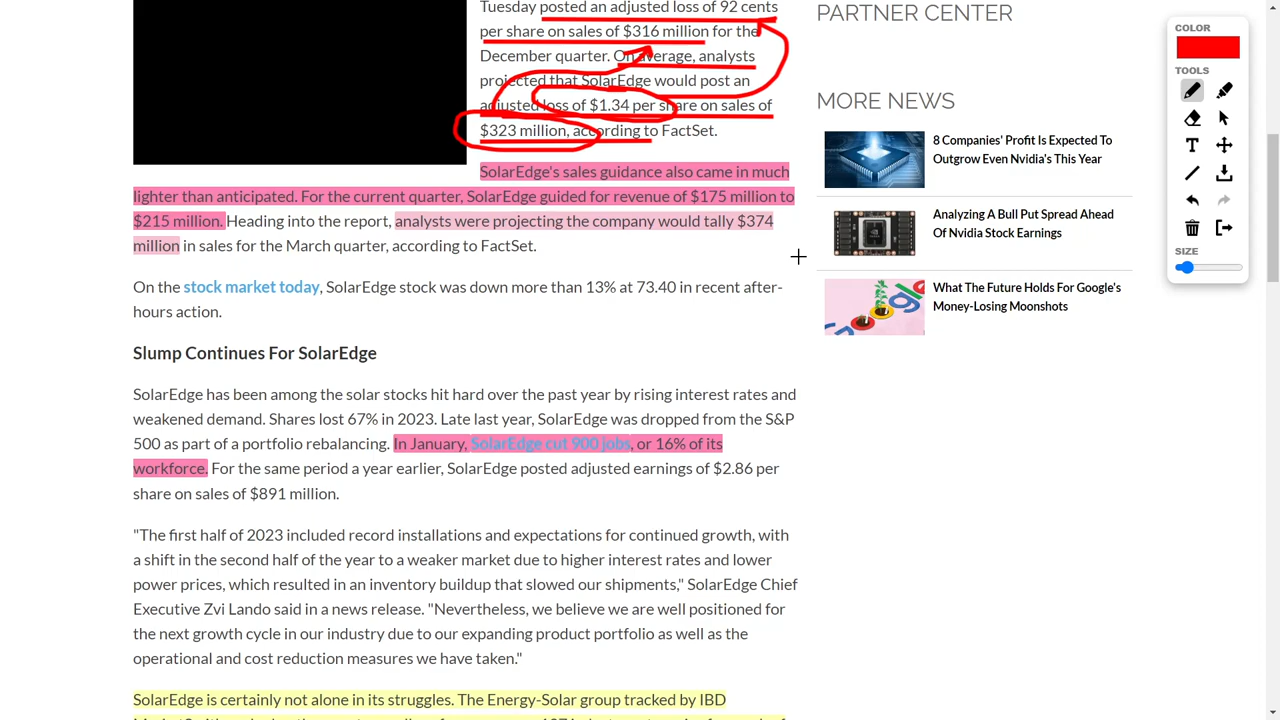 Tuesday posted an adjusted loss of 92 cents
per share on sales of $316 million for the
December quarter. On average, analysts
projected that SolarEdge would post an
adjusted loss of $1.34 per share on sales of
$323 million, according to FactSet.
SolarEdge's sales guidance also came in much
lighter than anticipated. For the current quarter, SolarEdge guided for revenue of $175 million to
$215 million. Heading into the report, analysts were projecting the company would tally $374
million in sales for the March quarter, according to FactSet.
On the stock market today, SolarEdge stock was down more than 13% at 73.40 in recent after-
hours action.
Slump Continues For SolarEdge
SolarEdge has been among the solar stocks hit hard over the past year by rising interest rates and
weakened demand. Shares lost 67% in 2023. Late last year, SolarEdge was dropped from the S&P
500 as part of a portfolio rebalancing. In January, SolarEdge cut 900 jobs, or 16% of its
workforce. For the same period a year earlier, SolarEdge posted adjusted earnings of $2.86 per
share on sales of $891 million.
"The first half of 2023 included record installations and expectations for continued growth, with
a shift in the second half of the year to a weaker market due to higher interest rates and lower
power prices, which resulted in an inventory buildup that slowed our shipments," SolarEdge Chief
Executive Zvi Lando said in a news release. "Nevertheless, we believe we are well positioned for
the next growth cycle in our industry due to our expanding product portfolio as well as the
operational and cost reduction measures we have taken."
SolarEdge is certainly not alone in its struggles. The Energy-Solar group tracked by IBD
PARTNER CENTER
MORE NEWS
8 Companies' Profit Is Expected To
Outgrow Even Nvidia's This Year
Analyzing A Bull Put Spread Ahead
Of Nvidia Stock Earnings
What The Future Holds For Google's
Money-Losing Moonshots
COLOR
TOOLS
T
SIZE